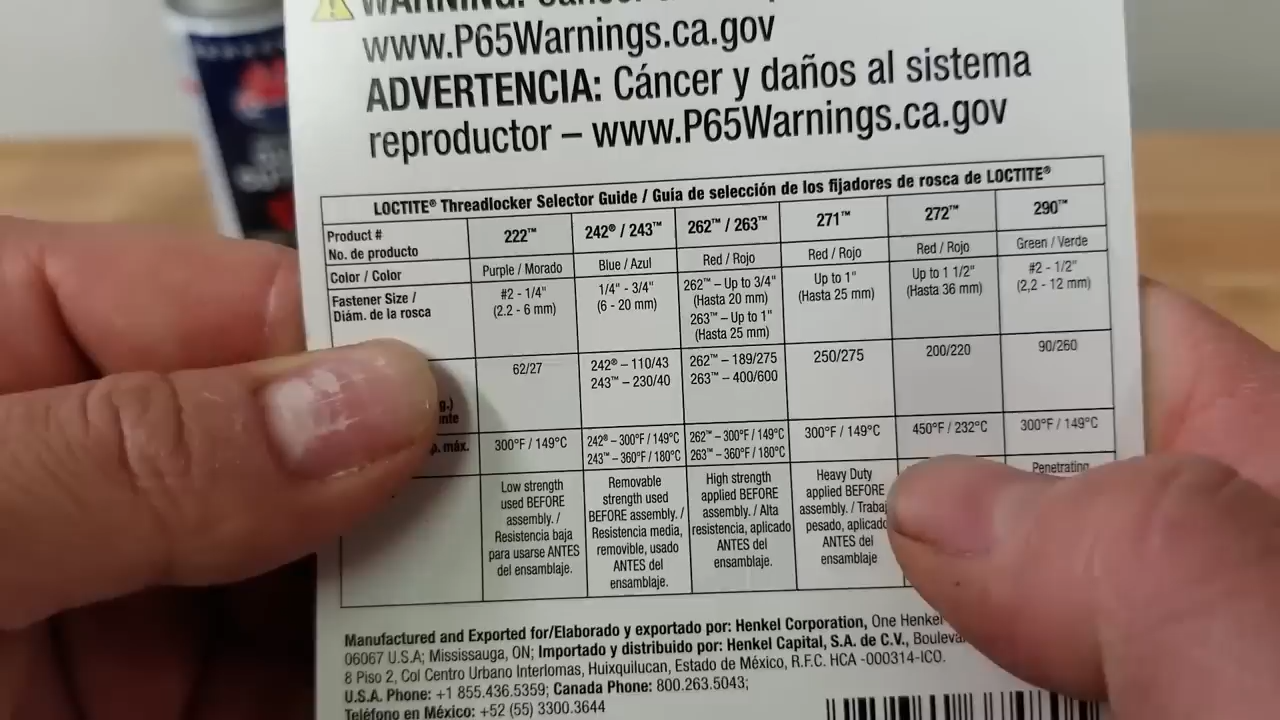 WARNING: Cancer
www.P65Warnings.ca.gov
ADVERTENCIA: Cáncer y daños al sistema
reproductor – www.P65Warnings.ca.gov
LOCTITE® Threadlocker Selector Guide / Guía de selección de los fijadores de rosca de LOCTITE®
Product #
No. de producto
222™
242® / 243™
262™ / 263™
271™
272™
290™
Color / Color
Purple / Morado
Blue / Azul
Red / Rojo
Red / Rojo
Red / Rojo
Green / Verde
Fastener Size /
Diám. de la rosca
#2 - 1/4"
(2.2 - 6 mm)
1/4" - 3/4"
(6 - 20 mm)
262™ – Up to 3/4"
(Hasta 20 mm)
263™ – Up to 1"
(Hasta 25 mm)
Up to 1"
(Hasta 25 mm)
Up to 1 1/2"
(Hasta 36 mm)
#2 - 1/2"
(2,2 - 12 mm)
g.)
nte
62/27
242® – 110/43
243™ – 230/40
262™ – 189/275
263™ – 400/600
250/275
200/220
90/260
p. máx.
300°F / 149°C
242® – 300°F / 149°C
243™ – 360°F / 180°C
262™ – 300°F / 149°C
263™ – 360°F / 180°C
300°F / 149°C
450°F / 232°C
300°F / 149°C
Low strength
used BEFORE
assembly. /
Resistencia baja
para usarse ANTES
del ensamblaje.
Removable
strength used
BEFORE assembly. /
Resistencia media,
removible, usado
ANTES del
ensamblaje.
High strength
applied BEFORE
assembly. / Alta
resistencia, aplicado
ANTES del
ensamblaje.
Heavy Duty
applied BEFORE
assembly. / Trabaj
pesado, aplicado
ANTES del
ensamblaje
Penetrating
Manufactured and Exported for/Elaborado y exportado por: Henkel Corporation, One Henkel
06067 U.S.A; Mississauga, ON; Importado y distribuido por: Henkel Capital, S.A. de C.V., Bouleva
8 Piso 2, Col Centro Urbano Interlomas, Huixquilucan, Estado de México, R.F.C. HCA -000314-ICO.
U.S.A. Phone: +1 855.436.5359; Canada Phone: 800.263.5043;
Teléfono en México: +52 (55) 3300.3644